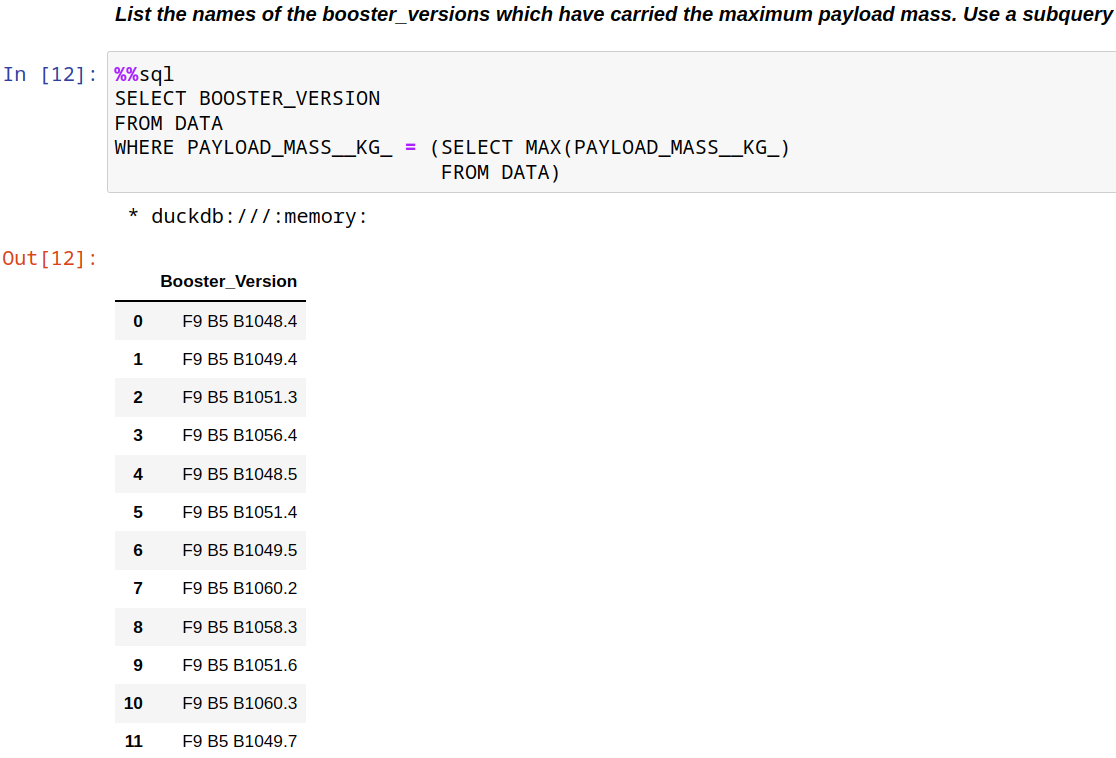 List the names of the booster_versions which have carried the maximum payload mass. Use a subquery
In [12]:
%%sql
SELECT BOOSTER_VERSION
FROM DATA
WHERE PAYLOAD_MASS__KG_ = (SELECT MAX(PAYLOAD_MASS__KG_)
FROM DATA)
* duckdb:///:memory:
Out[12]:
Booster_Version
0 F9 B5 B1048.4
1 F9 B5 B1049.4
2 F9 B5 B1051.3
3 F9 B5 B1056.4
4 F9 B5 B1048.5
5 F9 B5 B1051.4
6 F9 B5 B1049.5
7 F9 B5 B1060.2
8 F9 B5 B1058.3
9 F9 B5 B1051.6
10 F9 B5 B1060.3
11 F9 B5 B1049.7